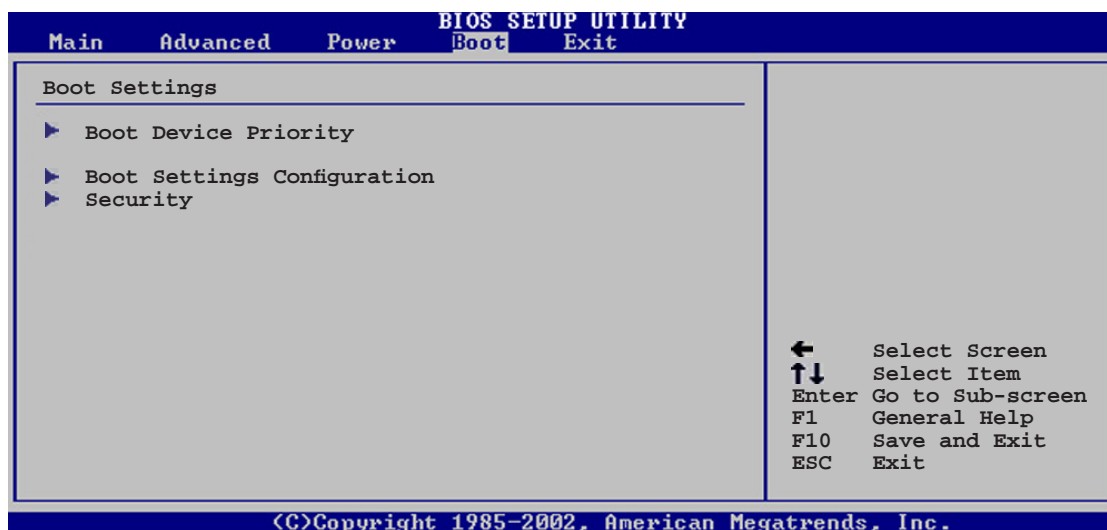 BIOS SETUP UTILITY
Main Advanced Power Boot Exit
Boot Settings
Boot Device Priority
Boot Settings Configuration
Security
← Select Screen
↑↓ Select Item
Enter Go to Sub-screen
F1 General Help
F10 Save and Exit
ESC Exit
(C)Copyright 1985-2002, American Megatrends, Inc.